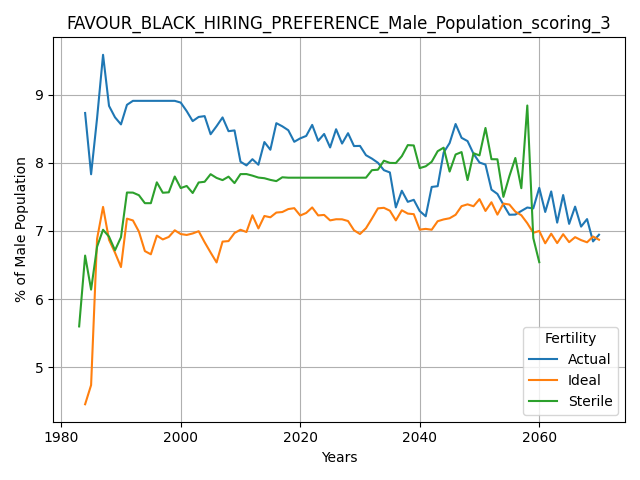 FAVOUR_BLACK_HIRING_PREFERENCE_Male_Population_scoring_3
% of Male Population
9
8
7
6
5
1980 2000 2020 2040 2060
Years
Fertility
Actual
Ideal
Sterile